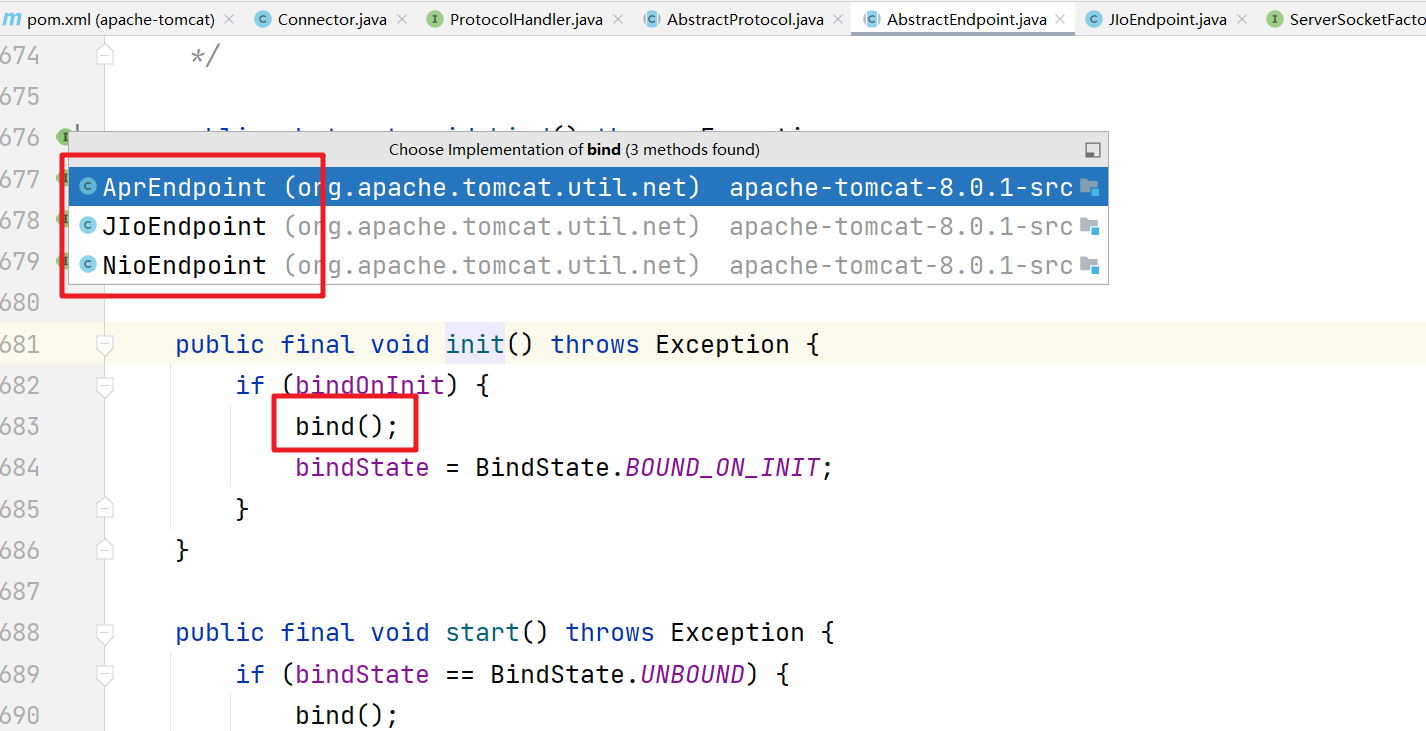 pom.xml (apache-tomcat) Connector.java ProtocolHandler.java AbstractProtocol.java AbstractEndpoint.java JIoEndpoint.java ServerSocketFacto
674 */
675
676
Choose Implementation of bind (3 methods found)
677 AprEndpoint (org.apache.tomcat.util.net) apache-tomcat-8.0.1-src
678 JIoEndpoint (org.apache.tomcat.util.net) apache-tomcat-8.0.1-src
679 NioEndpoint (org.apache.tomcat.util.net) apache-tomcat-8.0.1-src
680
681 public final void init() throws Exception {
682 if (bindOnInit) {
683 bind();
684 bindState = BindState.BOUND_ON_INIT;
685 }
686 }
687
688 public final void start() throws Exception {
689 if (bindState == BindState.UNBOUND) {
690 bind();